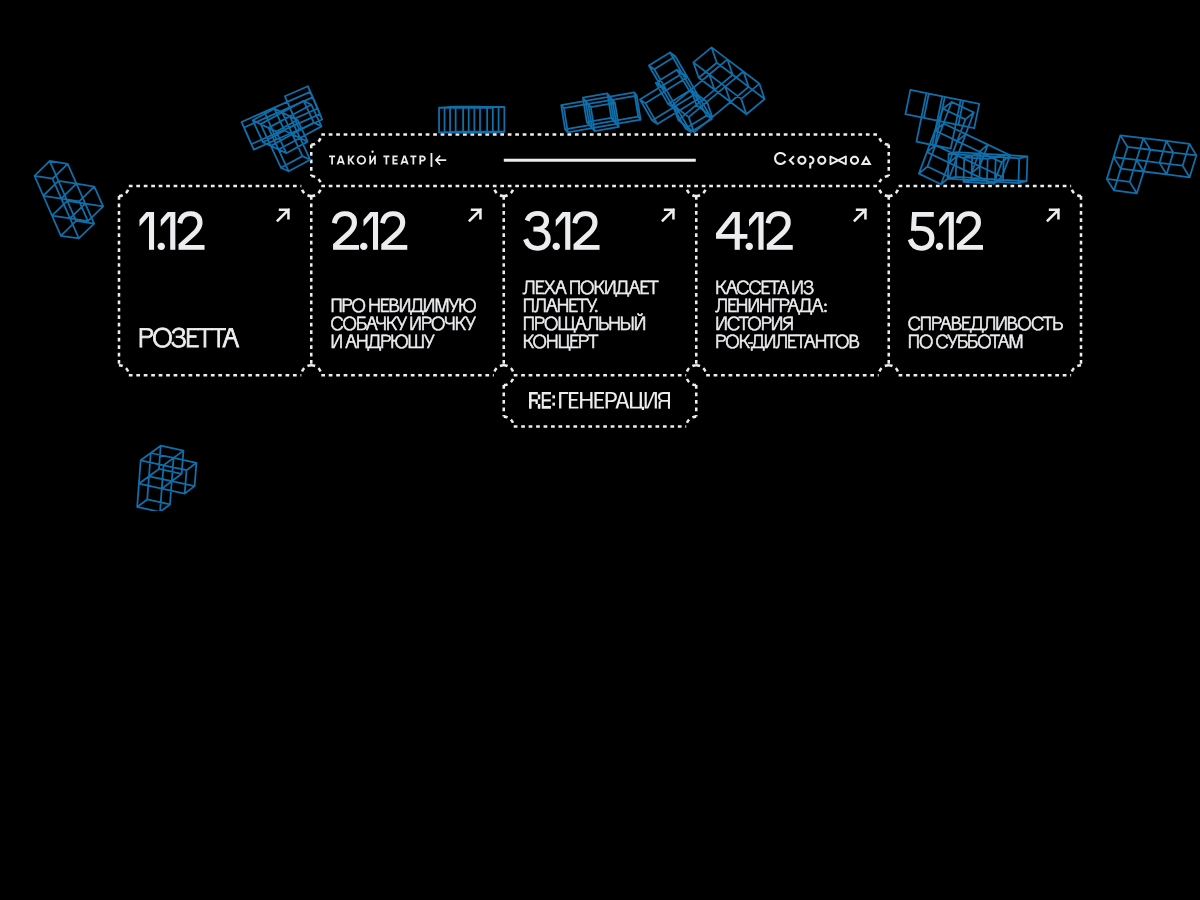 ТАКОЙ ТЕАТР
Скороход
1.12
РОЗЕТТА
2.12
ПРО НЕВИДИМУЮ
СОБАЧКУ ИРОЧКУ
И АНДРЮШУ
3.12
ЛЕХА ПОКИДАЕТ
ПЛАНЕТУ.
ПРОЩАЛЬНЫЙ
КОНЦЕРТ
4.12
КАССЕТА ИЗ
ЛЕНИНГРАДА:
ИСТОРИЯ
РОК-ДИЛЕТАНТОВ
5.12
СПРАВЕДЛИВОСТЬ
ПО СУББОТАМ
RE: ГЕНЕРАЦИЯ